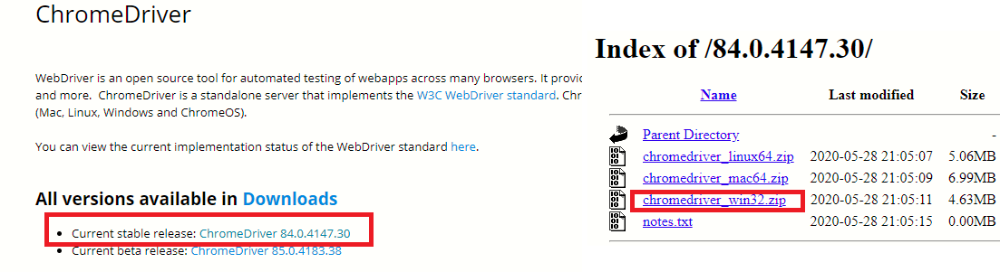 ChromeDriver
WebDriver is an open source tool for automated testing of webapps across many browsers. It provid
and more.  ChromeDriver is a standalone server that implements the W3C WebDriver standard. Chr
(Mac, Linux, Windows and ChromeOS).
You can view the current implementation status of the WebDriver standard here.
All versions available in Downloads
• Current stable release: ChromeDriver 84.0.4147.30
• Current beta release: ChromeDriver 85.0.4183.38
Index of /84.0.4147.30/
Name Last modified Size
Parent Directory -
chromedriver_linux64.zip 2020-05-28 21:05:07 5.06MB
chromedriver_mac64.zip 2020-05-28 21:05:09 6.99MB
chromedriver_win32.zip 2020-05-28 21:05:11 4.63MB
notes.txt 2020-05-28 21:05:15 0.00MB